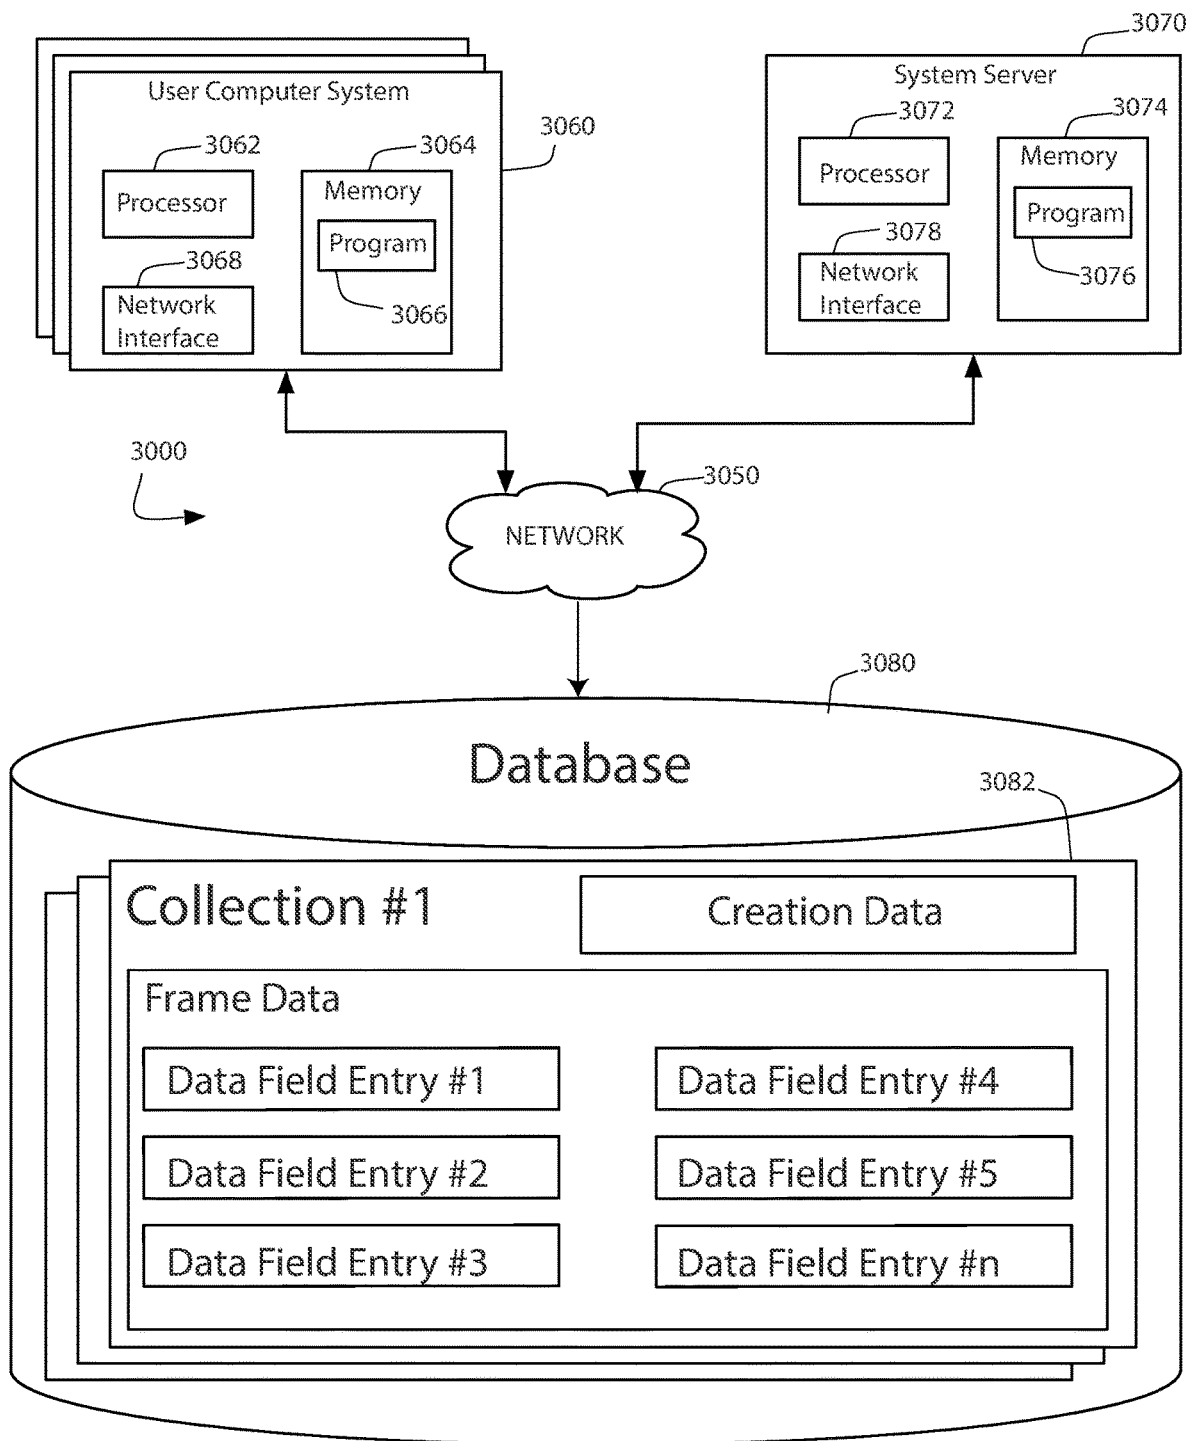 3070
User Computer System
System Server
3060
3062
3064
3072
3074
Processor
Memory
Processor
Memory
Program
Program
3068
3078
Network
Interface
3066
Network
Interface
3076
3000
3050
NETWORK
3080
Database
3082
Collection #1
Creation Data
Frame Data
Data Field Entry #1
Data Field Entry #4
Data Field Entry #2
Data Field Entry #5
Data Field Entry #3
Data Field Entry #n